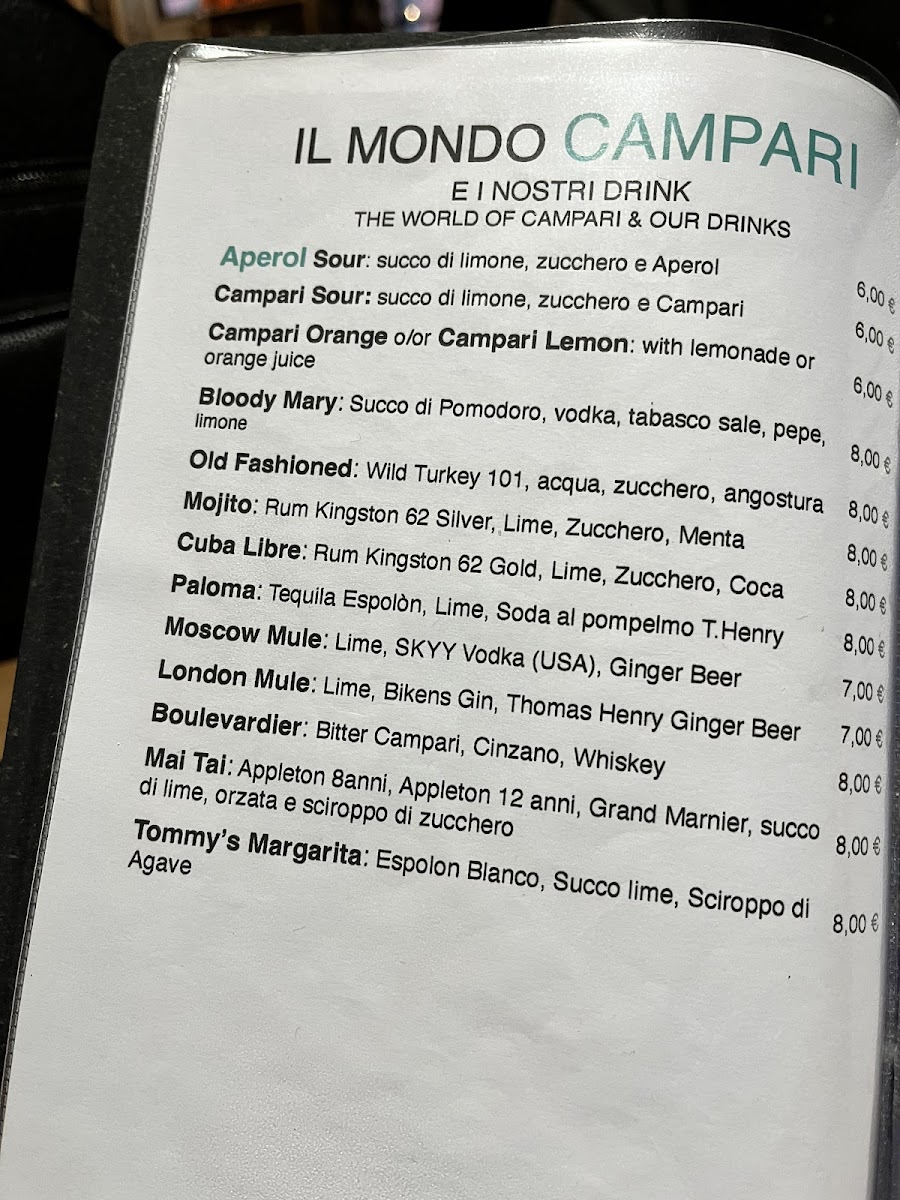 IL MONDO CAMPARI
E I NOSTRI DRINK
THE WORLD OF CAMPARI & OUR DRINKS
Aperol Sour: succo di limone, zucchero e Aperol 6,00 €
Campari Sour: succo di limone, zucchero e Campari 6,00 €
Campari Orange o/or Campari Lemon: with lemonade or
orange juice 6,00 €
Bloody Mary: Succo di Pomodoro, vodka, tabasco sale, pepe,
limone 8,00 €
Old Fashioned: Wild Turkey 101, acqua, zucchero, angostura 8,00 €
Mojito: Rum Kingston 62 Silver, Lime, Zucchero, Menta 8,00 €
Cuba Libre: Rum Kingston 62 Gold, Lime, Zucchero, Coca 8,00 €
Paloma: Tequila Espolòn, Lime, Soda al pompelmo T.Henry 8,00 €
Moscow Mule: Lime, SKYY Vodka (USA), Ginger Beer 7,00 €
London Mule: Lime, Bikens Gin, Thomas Henry Ginger Beer 7,00 €
Boulevardier: Bitter Campari, Cinzano, Whiskey 8,00 €
Mai Tai: Appleton 8anni, Appleton 12 anni, Grand Marnier, succo
di lime, orzata e sciroppo di zucchero 8,00 €
Tommy's Margarita: Espolon Blanco, Succo lime, Sciroppo di
Agave 8,00 €